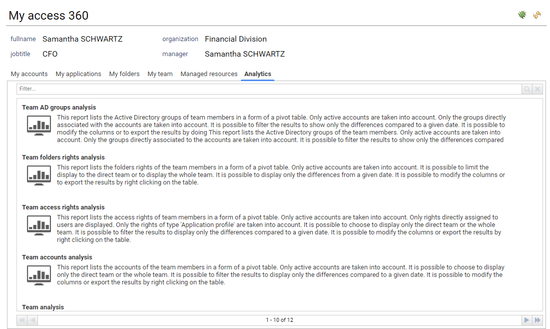 My access 360
fullname Samantha SCHWARTZ organization Financial Division
jobtitle CFO manager Samantha SCHWARTZ
My accounts My applications My folders My team Managed resources Analytics
Filter...
Team AD groups analysis
This report lists the Active Directory groups of team members in a form of a pivot table. Only active accounts are taken into account. Only the groups directly
associated with the accounts are taken into account. It is possible to filter the results to show only the differences compared to a given date. It is possible to
modify the columns or to export the results by doing This report lists the Active Directory groups of team members. Only active accounts are taken into
account. Only the groups directly associated to the accounts are taken into account. It is possible to filter the results to show only the differences compared
Team folders rights analysis
This report lists the folders rights of the team members in a form of a pivot table. Only active accounts are taken into account. It is possible to limit the
display to the direct team or to display the whole team. It is possible to display only the differences from a given date. It is possible to modify the columns or
to export the results by right clicking on the table.
Team access rights analysis
This report lists the access rights of team members in a form of a pivot table. Only active accounts are taken into account. Only rights directly assigned to
users are displayed. Only the rights of type 'Application profile' are taken into account. It is possible to choose to display only the direct team or the whole
team. It is possible to filter the results to display only the differences compared to a given date. It is possible to modify the columns or export the results by
right clicking on the table.
Team accounts analysis
This report lists the accounts of the team members in a form of a pivot table. Only active accounts are taken into account. It is possible to choose to display
only the direct team or the whole team. It is possible to filter the results to display only the differences compared to a given date. It is possible to modify the
columns or export the results by right clicking on the table.
Team analysis
1 - 10 of 12